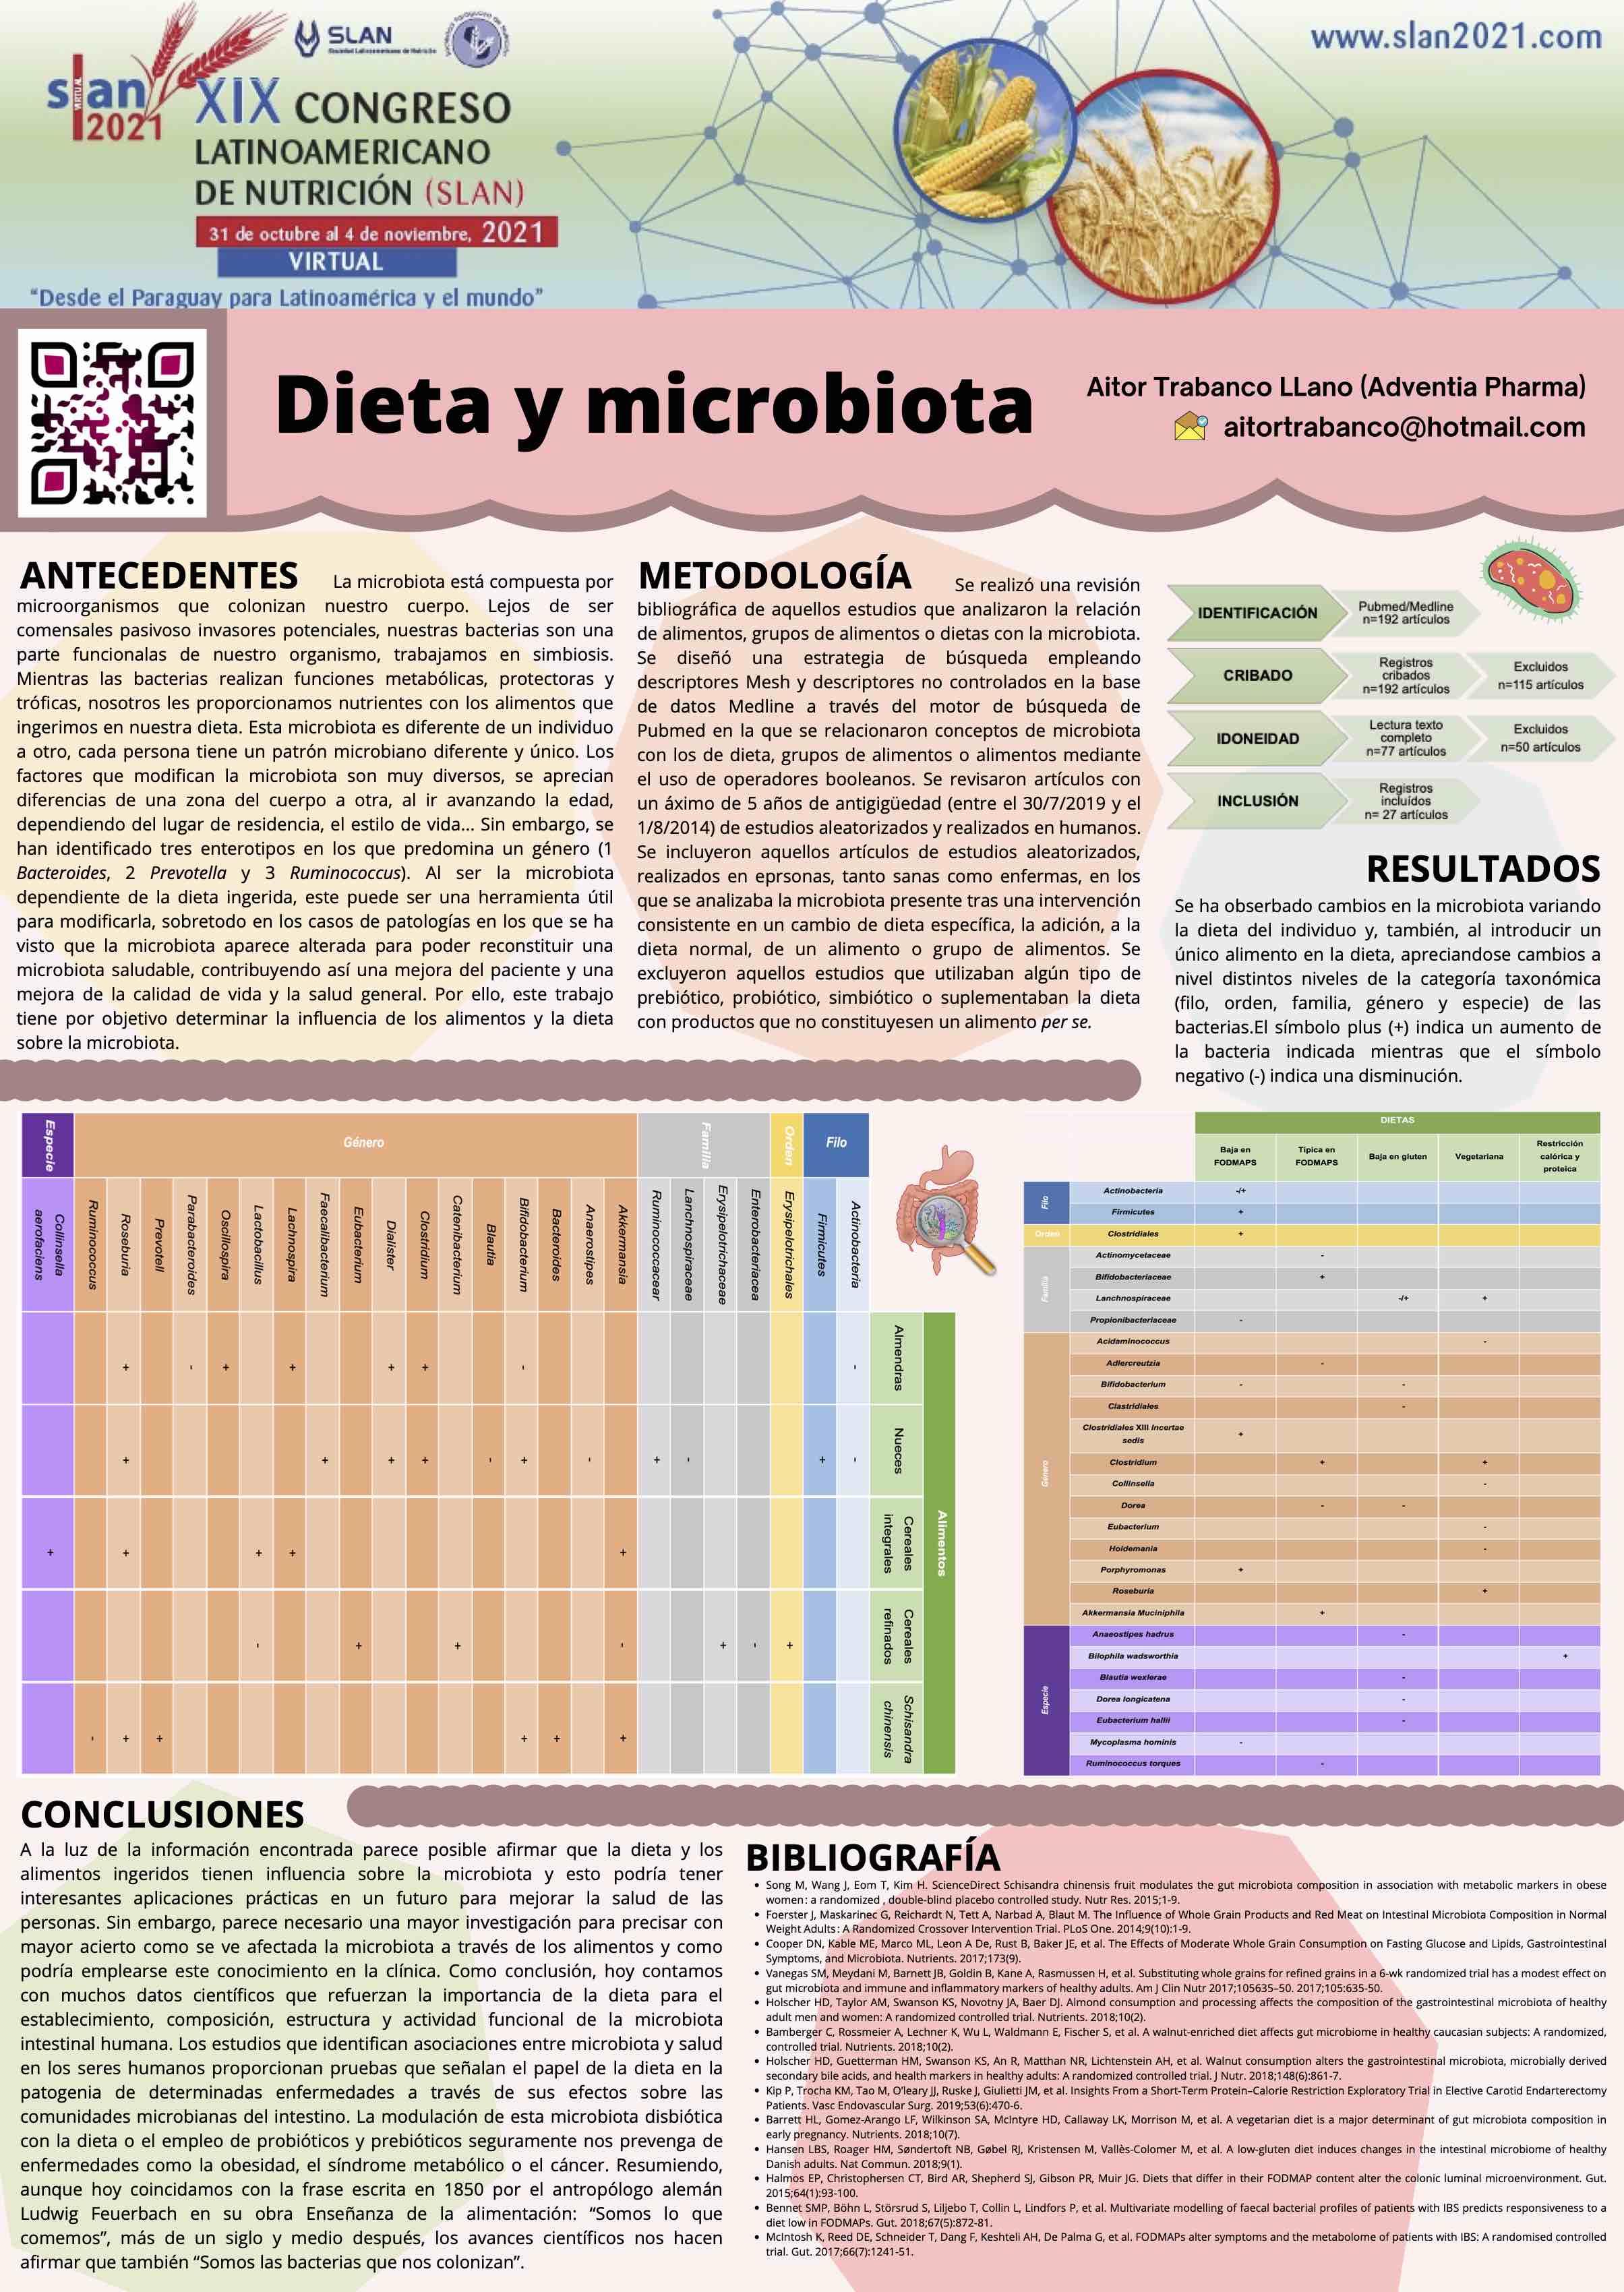 www.slan2021.com
SLAN
Sociedad Latinoamericana de Nutrición
slan
VIRTUAL
2021
XIX CONGRESO
LATINOAMERICANO
DE NUTRICIÓN (SLAN)
31 de octubre al 4 de noviembre, 2021
VIRTUAL
“Desde el Paraguay para Latinoamérica y el mundo”
Dieta y microbiota
Aitor Trabanco LLano (Adventia Pharma)
aitortrabanco@hotmail.com
ANTECEDENTES La microbiota está compuesta por
microorganismos que colonizan nuestro cuerpo. Lejos de ser
comensales pasivoso invasores potenciales, nuestras bacterias son una
parte funcionalas de nuestro organismo, trabajamos en simbiosis.
Mientras las bacterias realizan funciones metabólicas, protectoras y
tróficas, nosotros les proporcionamos nutrientes con los alimentos que
ingerimos en nuestra dieta. Esta microbiota es diferente de un individuo
a otro, cada persona tiene un patrón microbiano diferente y único. Los
factores que modifican la microbiota son muy diversos, se aprecian
diferencias de una zona del cuerpo a otra, al ir avanzando la edad,
dependiendo del lugar de residencia, el estilo de vida... Sin embargo, se
han identificado tres enterotipos en los que predomina un género (1
Bacteroides, 2 Prevotella y 3 Ruminococcus). Al ser la microbiota
dependiente de la dieta ingerida, este puede ser una herramienta útil
para modificarla, sobretodo en los casos de patologías en los que se ha
visto que la microbiota aparece alterada para poder reconstituir una
microbiota saludable, contribuyendo así una mejora del paciente y una
mejora de la calidad de vida y la salud general. Por ello, este trabajo
tiene por objetivo determinar la influencia de los alimentos y la dieta
sobre la microbiota.
METODOLOGÍA Se realizó una revisión
bibliográfica de aquellos estudios que analizaron la relación
de alimentos, grupos de alimentos o dietas con la microbiota.
Se diseñó una estrategia de búsqueda empleando
descriptores Mesh y descriptores no controlados en la base
de datos Medline a través del motor de búsqueda de
Pubmed en la que se relacionaron conceptos de microbiota
con los de dieta, grupos de alimentos o alimentos mediante
el uso de operadores booleanos. Se revisaron artículos con
un áximo de 5 años de antigigüedad (entre el 30/7/2019 y el
1/8/2014) de estudios aleatorizados y realizados en humanos.
Se incluyeron aquellos artículos de estudios aleatorizados,
realizados en eprsonas, tanto sanas como enfermas, en los
que se analizaba la microbiota presente tras una intervención
consistente en un cambio de dieta específica, la adición, a la
dieta normal, de un alimento o grupo de alimentos. Se
excluyeron aquellos estudios que utilizaban algún tipo de
prebiótico, probiótico, simbiótico o suplementaban la dieta
con productos que no constituyesen un alimento per se.
IDENTIFICACIÓN
Pubmed/Medline
n=192 artículos
CRIBADO
Registros
cribados
n=192 artículos
Excluidos
n=115 artículos
IDONEIDAD
Lectura texto
completo
n=77 artículos
Excluidos
n=50 artículos
INCLUSIÓN
Registros
incluídos
n= 27 artículos
RESULTADOS
Se ha obserbado cambios en la microbiota variando
la dieta del individuo y, también, al introducir un
único alimento en la dieta, apreciandose cambios a
nivel distintos niveles de la categoría taxonómica
(filo, orden, familia, género y especie) de las
bacterias.El símbolo plus (+) indica un aumento de
la bacteria indicada mientras que el símbolo
negativo (-) indica una disminución.
Alimentos
Almendras Nueces Cereales integrales Cereales refinados Schisandra chinensis
Filo
Actinobacteria - -
Firmicutes +
Orden
Erysipelotrichales +
Familia
Enterobacteriacea -
Erysipelotrichaceae +
Lanchnospiraceae -
Ruminococcacear +
Género
Akkermansia + - +
Anaerostipes -
Bacteroides +
Bifidobacterium - + +
Blautia -
Catenibacterium +
Clostridium + +
Dialister + +
Eubacterium +
Faecalibacterium +
Lachnospira + +
Lactobacillus + -
Oscillospira +
Parabacteroides -
Prevotell +
Roseburia + + + +
Ruminococcus -
Especie
Collinsella aerofaciens +
DIETAS
Baja en FODMAPS
Típica en FODMAPS
Baja en gluten
Vegetariana
Restricción calórica y proteica
Filo
Actinobacteria -/+
Firmicutes +
Orden
Clostridiales +
Familia
Actinomycetaceae -
Bifidobacteriaceae +
Lanchnospiraceae -/+ +
Propionibacteriaceae -
Género
Acidaminococcus -
Adlercreutzia -
Bifidobacterium - -
Clastridiales -
Clostridiales XIII Incertae sedis +
Clostridium + +
Collinsella -
Dorea - -
Eubacterium -
Holdemania -
Porphyromonas +
Roseburia +
Akkermansia Muciniphila +
Especie
Anaeostipes hadrus -
Bilophila wadsworthia +
Blautia wexlerae -
Dorea longicatena -
Eubacterium hallii -
Mycoplasma hominis -
Ruminococcus torques -
CONCLUSIONES
A la luz de la información encontrada parece posible afirmar que la dieta y los
alimentos ingeridos tienen influencia sobre la microbiota y esto podría tener
interesantes aplicaciones prácticas en un futuro para mejorar la salud de las
personas. Sin embargo, parece necesario una mayor investigación para precisar con
mayor acierto como se ve afectada la microbiota a través de los alimentos y como
podría emplearse este conocimiento en la clínica. Como conclusión, hoy contamos
con muchos datos científicos que refuerzan la importancia de la dieta para el
establecimiento, composición, estructura y actividad funcional de la microbiota
intestinal humana. Los estudios que identifican asociaciones entre microbiota y salud
en los seres humanos proporcionan pruebas que señalan el papel de la dieta en la
patogenia de determinadas enfermedades a través de sus efectos sobre las
comunidades microbianas del intestino. La modulación de esta microbiota disbiótica
con la dieta o el empleo de probióticos y prebióticos seguramente nos prevenga de
enfermedades como la obesidad, el síndrome metabólico o el cáncer. Resumiendo,
aunque hoy coincidamos con la frase escrita en 1850 por el antropólogo alemán
Ludwig Feuerbach en su obra Enseñanza de la alimentación: “Somos lo que
comemos”, más de un siglo y medio después, los avances científicos nos hacen
afirmar que también “Somos las bacterias que nos colonizan”.
BIBLIOGRAFÍA
• Song M, Wang J, Eom T, Kim H. ScienceDirect Schisandra chinensis fruit modulates the gut microbiota composition in association with metabolic markers in obese
women: a randomized , double-blind placebo controlled study. Nutr Res. 2015;1-9.
• Foerster J, Maskarinec G, Reichardt N, Tett A, Narbad A, Blaut M. The Influence of Whole Grain Products and Red Meat on Intestinal Microbiota Composition in Normal
Weight Adults: A Randomized Crossover Intervention Trial. PLoS One. 2014;9(10):1-9.
• Cooper DN, Kable ME, Marco ML, Leon A De, Rust B, Baker JE, et al. The Effects of Moderate Whole Grain Consumption on Fasting Glucose and Lipids, Gastrointestinal
Symptoms, and Microbiota. Nutrients. 2017;173(9).
• Vanegas SM, Meydani M, Barnett JB, Goldin B, Kane A, Rasmussen H, et al. Substituting whole grains for refined grains in a 6-wk randomized trial has a modest effect on
gut microbiota and immune and inflammatory markers of healthy adults. Am J Clin Nutr 2017;105635–50. 2017;105:635-50.
• Holscher HD, Taylor AM, Swanson KS, Novotny JA, Baer DJ. Almond consumption and processing affects the composition of the gastrointestinal microbiota of healthy
adult men and women: A randomized controlled trial. Nutrients. 2018;10(2).
• Bamberger C, Rossmeier A, Lechner K, Wu L, Waldmann E, Fischer S, et al. A walnut-enriched diet affects gut microbiome in healthy caucasian subjects: A randomized,
controlled trial. Nutrients. 2018;10(2).
• Holscher HD, Guetterman HM, Swanson KS, An R, Matthan NR, Lichtenstein AH, et al. Walnut consumption alters the gastrointestinal microbiota, microbially derived
secondary bile acids, and health markers in healthy adults: A randomized controlled trial. J Nutr. 2018;148(6):861-7.
• Kip P, Trocha KM, Tao M, O’leary JJ, Ruske J, Giulietti JM, et al. Insights From a Short-Term Protein–Calorie Restriction Exploratory Trial in Elective Carotid Endarterectomy
Patients. Vasc Endovascular Surg. 2019;53(6):470-6.
• Barrett HL, Gomez-Arango LF, Wilkinson SA, McIntyre HD, Callaway LK, Morrison M, et al. A vegetarian diet is a major determinant of gut microbiota composition in
early pregnancy. Nutrients. 2018;10(7).
• Hansen LBS, Roager HM, Søndertoft NB, Gøbel RJ, Kristensen M, Vallès-Colomer M, et al. A low-gluten diet induces changes in the intestinal microbiome of healthy
Danish adults. Nat Commun. 2018;9(1).
• Halmos EP, Christophersen CT, Bird AR, Shepherd SJ, Gibson PR, Muir JG. Diets that differ in their FODMAP content alter the colonic luminal microenvironment. Gut.
2015;64(1):93-100.
• Bennet SMP, Böhn L, Störsrud S, Liljebo T, Collin L, Lindfors P, et al. Multivariate modelling of faecal bacterial profiles of patients with IBS predicts responsiveness to a
diet low in FODMAPs. Gut. 2018;67(5):872-81.
• McIntosh K, Reed DE, Schneider T, Dang F, Keshteli AH, De Palma G, et al. FODMAPs alter symptoms and the metabolome of patients with IBS: A randomised controlled
trial. Gut. 2017;66(7):1241-51.